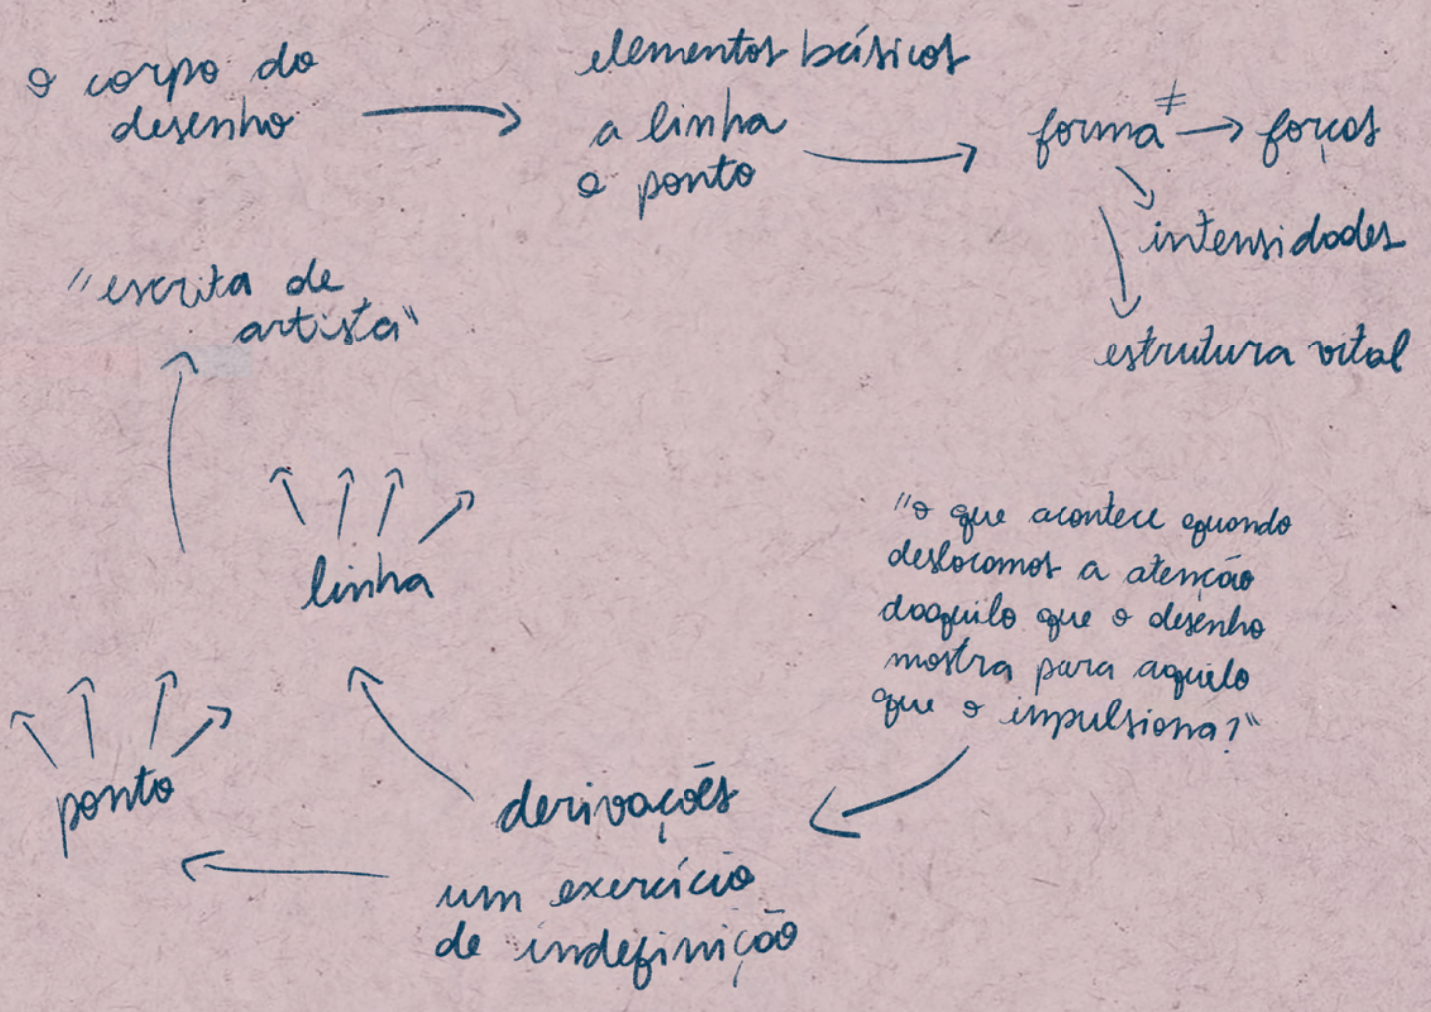 o corpo do
desenho
elementos básicos
a linha
o ponto
≠
forma → forças
intensidades
estrutura vital
"escrita de
artista"
linha
ponto
"o que acontece quando
deslocamos a atenção
daquilo que o desenho
mostra para aquilo
que o impulsiona?"
derivações
um exercício
de indefinição